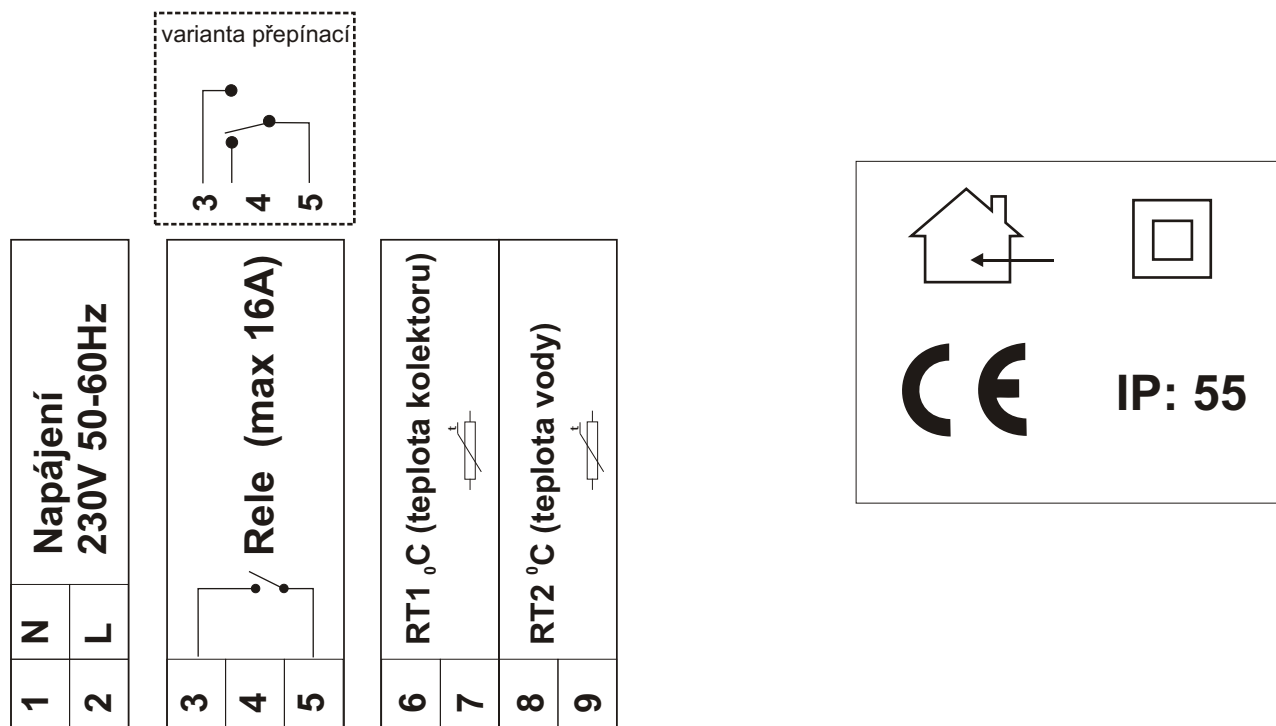 varianta přepínací
3 4 5
Napájení
230V 50-60Hz
N
L
1
2
Rele (max 16A)
3
4
5
RT1 ₀C (teplota kolektoru)
t
RT2 ⁰C (teplota vody)
t
6
7
8
9
CE
IP: 55